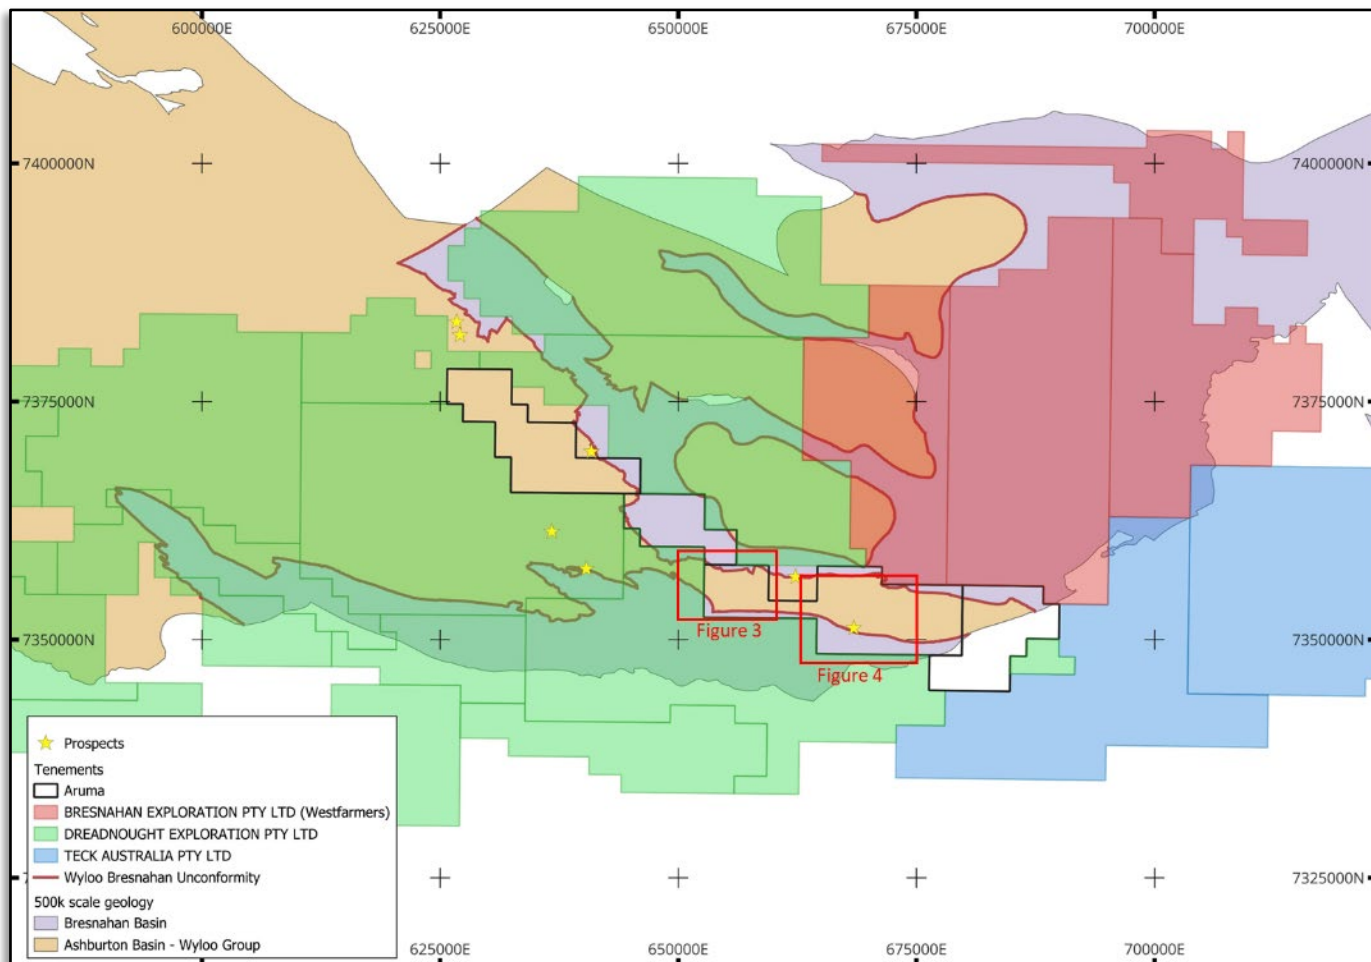 600000E
625000E
650000E
675000E
700000E
7400000N
7400000N
7375000N
7375000N
7350000N
7350000N
Figure 3
Figure 4
Prospects
Tenements
Aruma
BRESNAHAN EXPLORATION PTY LTD (Westfarmers)
DREADNOUGHT EXPLORATION PTY LTD
TECK AUSTRALIA PTY LTD
Wyloo Bresnahan Unconformity
500k scale geology
Bresnahan Basin
Ashburton Basin - Wyloo Group
7325000N
625000E
650000E
675000E
700000E